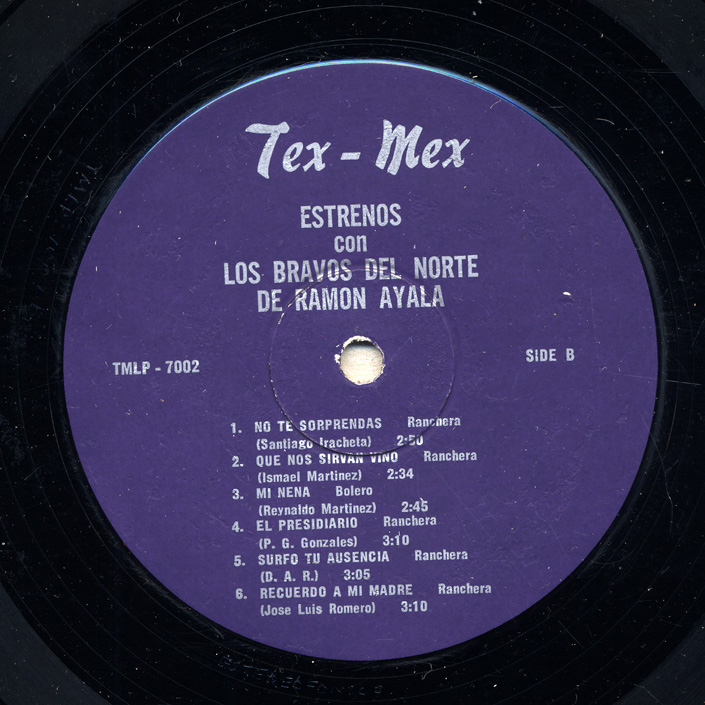 Tex-Mex
ESTRENOS
con
LOS BRAVOS DEL NORTE
DE RAMON AYALA
TMLP - 7002
SIDE B
1. NO TE SORPRENDAS Ranchera
(Santiago Iracheta) 2:50
2. QUE NOS SIRVAN VINO Ranchera
(Ismael Martinez) 2:34
3. MI NENA Bolero
(Reynaldo Martinez) 2:45
4. EL PRESIDIARIO Ranchera
(P. G. Gonzales) 3:10
5. SURFO TU AUSENCIA Ranchera
(D. A. R.) 3:05
6. RECUERDO A MI MADRE Ranchera
(Jose Luis Romero) 3:10